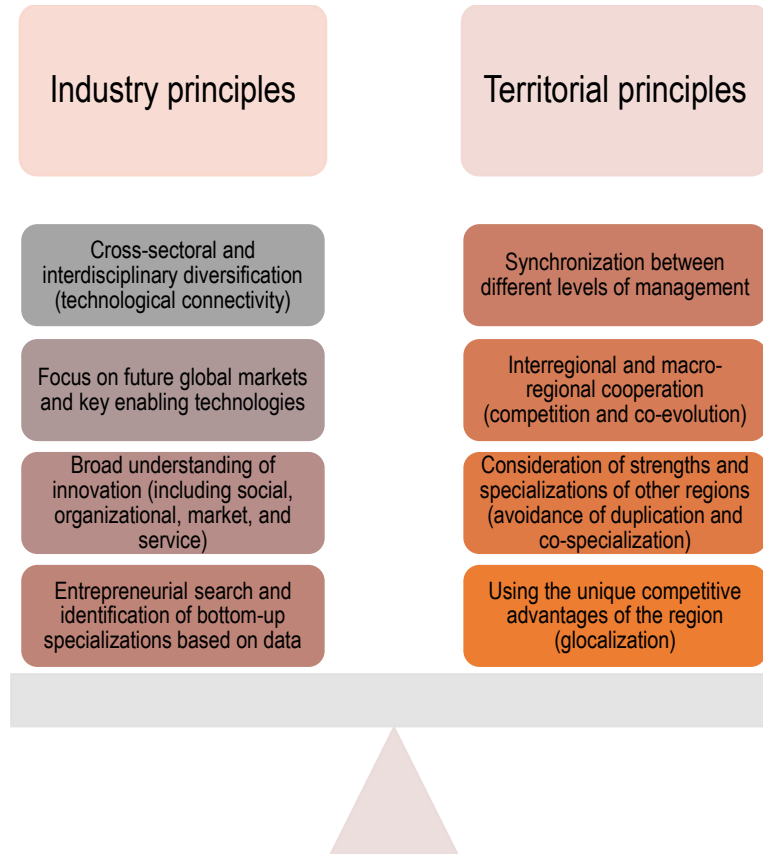 Industry principles
Territorial principles
Cross-sectoral and
interdisciplinary diversification
(technological connectivity)
Focus on future global markets
and key enabling technologies
Broad understanding of
innovation (including social,
organizational, market, and
service)
Entrepreneurial search and
identification of bottom-up
specializations based on data
Synchronization between
different levels of management
Interregional and macro-
regional cooperation
(competition and co-evolution)
Consideration of strengths and
specializations of other regions
(avoidance of duplication and
co-specialization)
Using the unique competitive
advantages of the region
(glocalization)